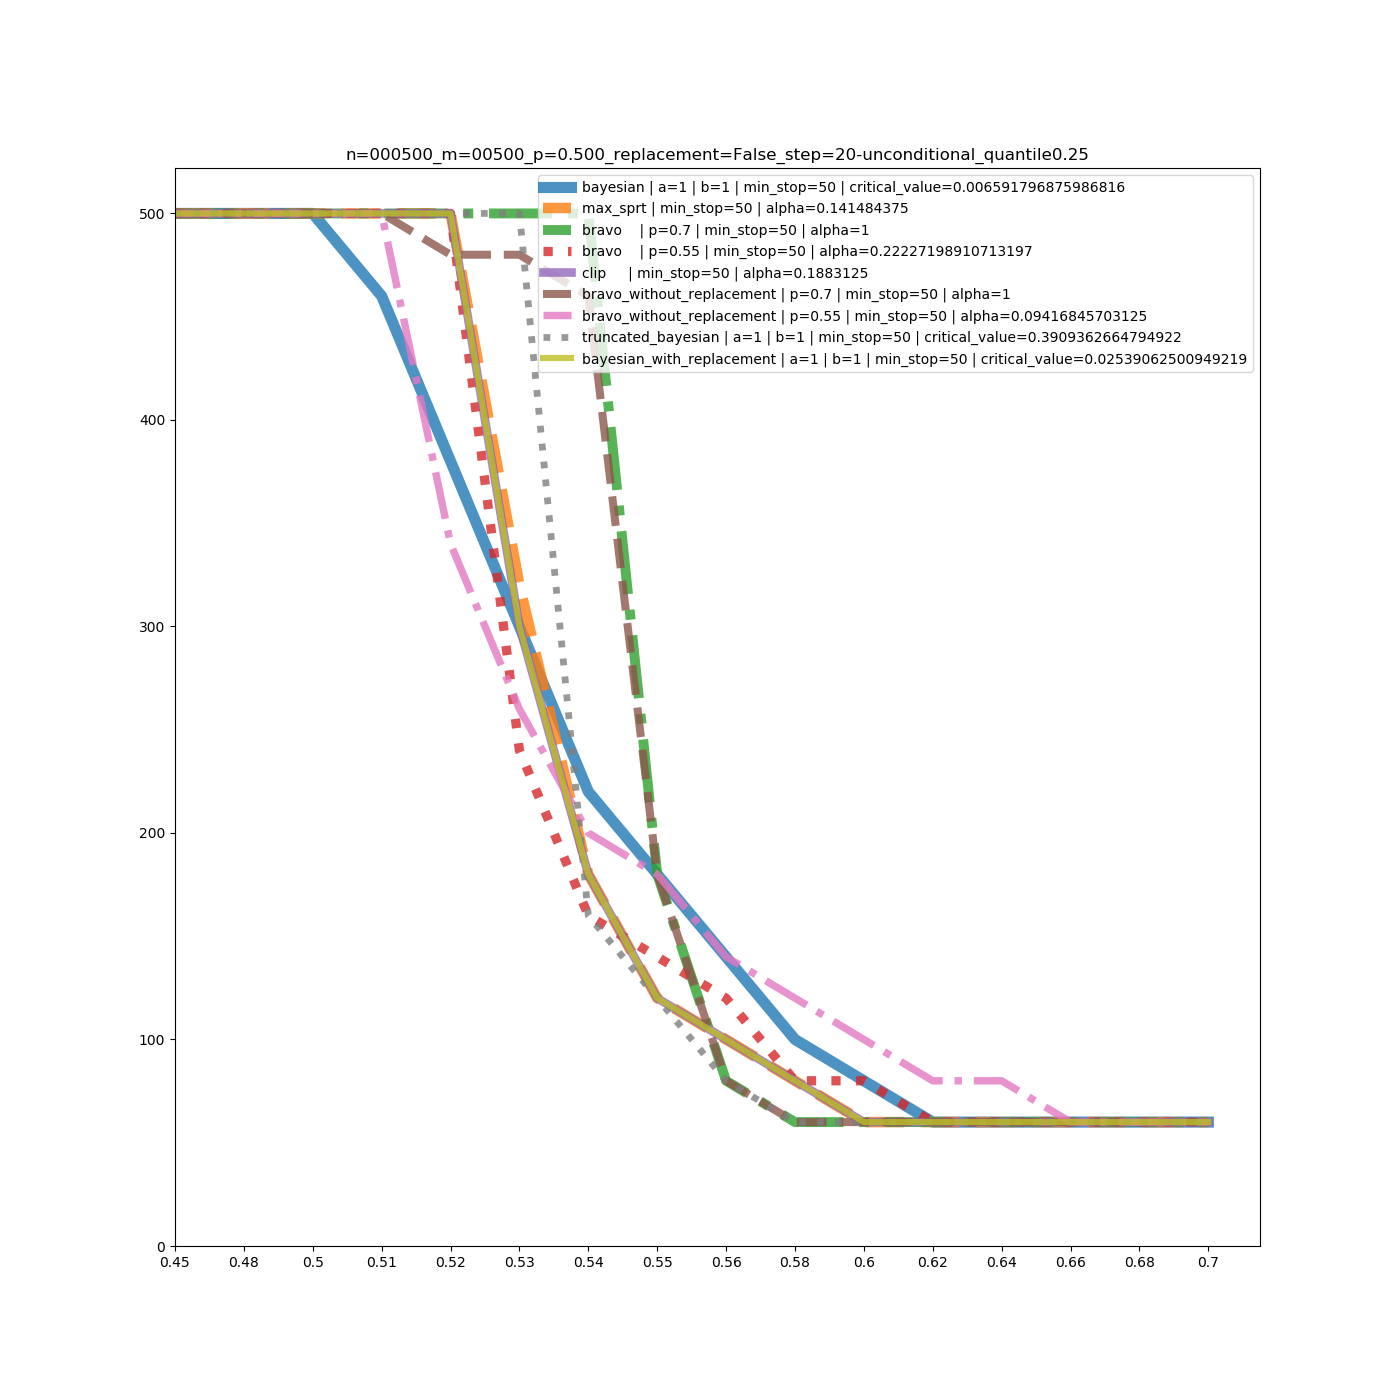 n=000500_m=00500_p=0.500_replacement=False_step=20-unconditional_quantile0.25
bayesian | a=1 | b=1 | min_stop=50 | critical_value=0.006591796875986816
max_sprt | min_stop=50 | alpha=0.141484375
bravo    | p=0.7 | min_stop=50 | alpha=1
bravo    | p=0.55 | min_stop=50 | alpha=0.22227198910713197
clip     | min_stop=50 | alpha=0.1883125
bravo_without_replacement | p=0.7 | min_stop=50 | alpha=1
bravo_without_replacement | p=0.55 | min_stop=50 | alpha=0.09416845703125
truncated_bayesian | a=1 | b=1 | min_stop=50 | critical_value=0.3909362664794922
bayesian_with_replacement | a=1 | b=1 | min_stop=50 | critical_value=0.02539062500949219
500
400
300
200
100
0
0.45 0.48 0.5 0.51 0.52 0.53 0.54 0.55 0.56 0.58 0.6 0.62 0.64 0.66 0.68 0.7